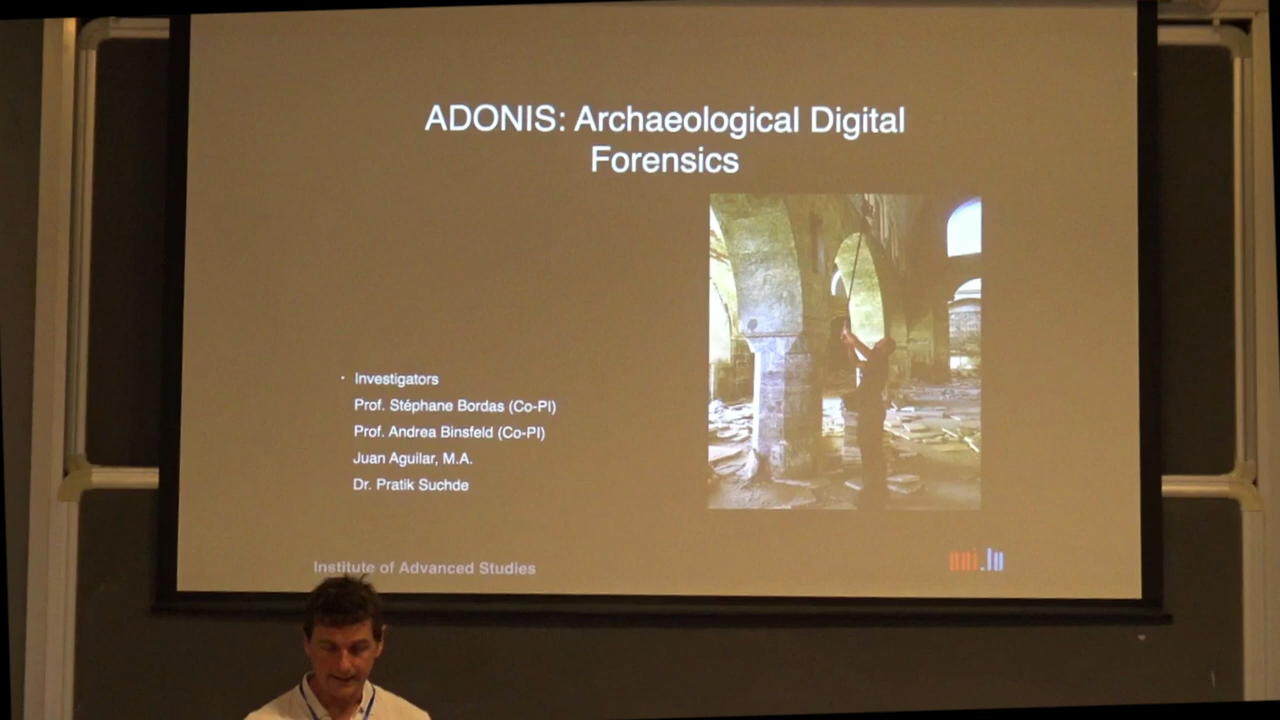 ADONIS: Archaeological Digital
Forensics
· Investigators
Prof. Stéphane Bordas (Co-PI)
Prof. Andrea Binsfeld (Co-PI)
Juan Aguilar, M.A.
Dr. Pratik Suchde
Institute of Advanced Studies
uni.lu